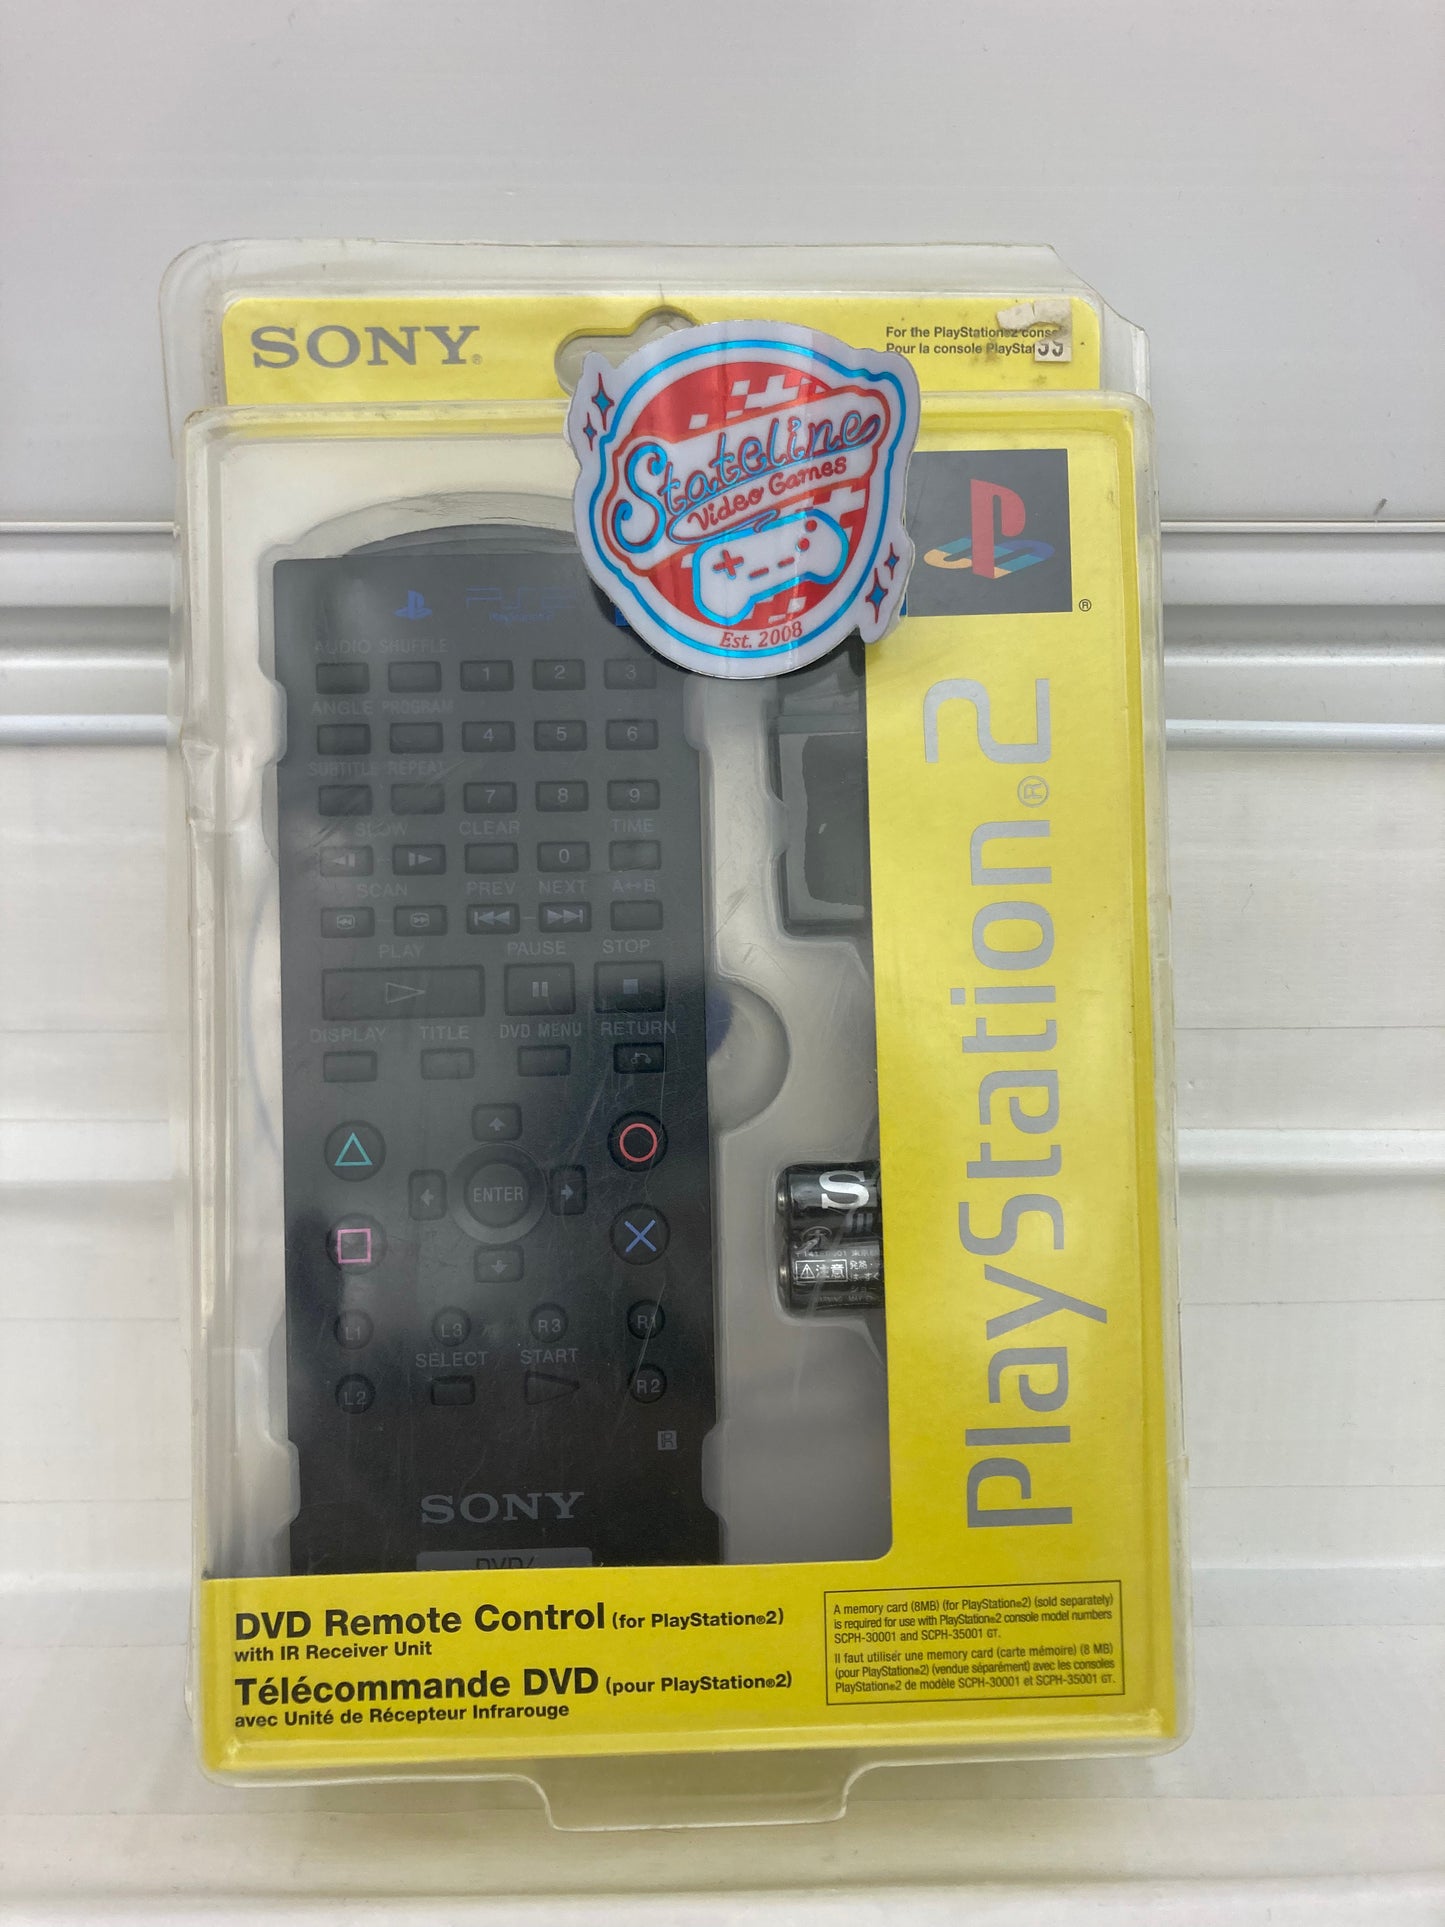 SONY®
For the PlayStation®2 cons
Pour la console PlayStat
99
Stateline
Video Games
Est. 2008
®
PlayStation®2
AUDIO SHUFFLE
1 2 3
ANGLE PROGRAM
4 5 6
SUBTITLE REPEAT
7 8 9
SLOW CLEAR TIME
0
SCAN PREV NEXT A↔B
PLAY PAUSE STOP
DISPLAY TITLE DVD MENU RETURN
ENTER
L1 L3 R3 R1
SELECT START
L2 R2
SONY
DVD/
S
注意
DVD Remote Control (for PlayStation®2)
with IR Receiver Unit
Télécommande DVD (pour PlayStation®2)
avec Unité de Récepteur Infrarouge
A memory card (8MB) (for PlayStation®2) (sold separately)
is required for use with PlayStation®2 console model numbers
SCPH-30001 and SCPH-35001 GT.
Il faut utiliser une memory card (carte mémoire) (8 MB)
(pour PlayStation®2) (vendue séparément) avec les consoles
PlayStation®2 de modèle SCPH-30001 et SCPH-35001 GT.